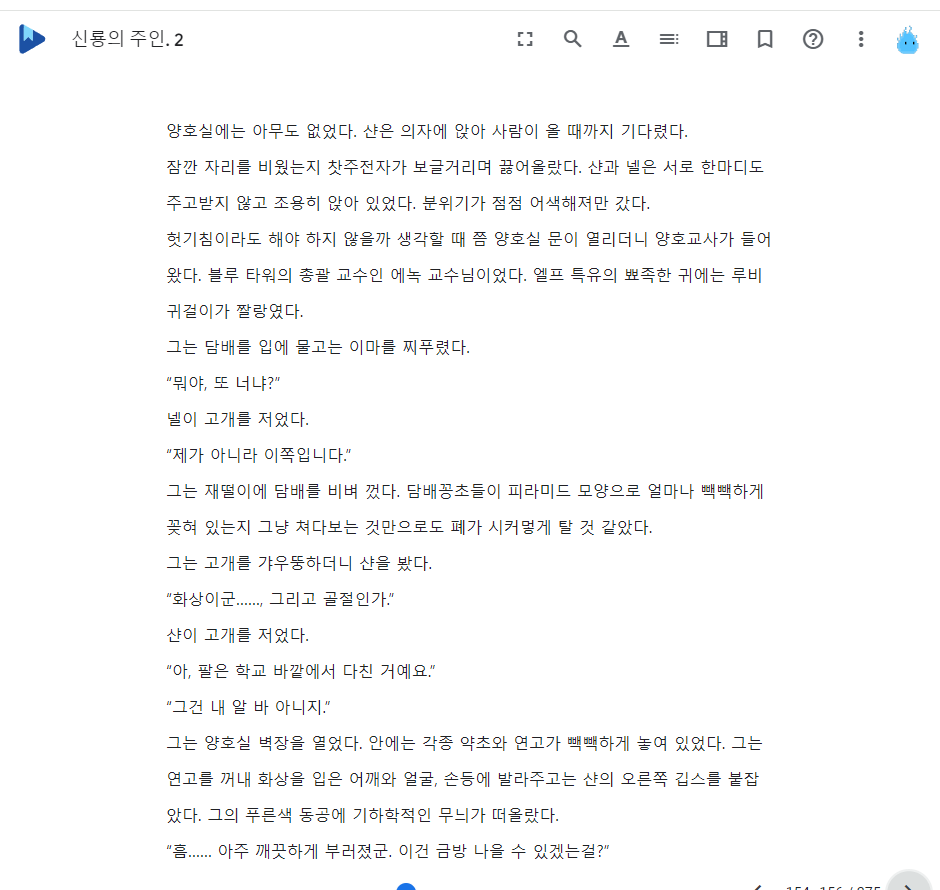 신룡의 주인. 2
양호실에는 아무도 없었다. 샨은 의자에 앉아 사람이 올 때까지 기다렸다.
잠깐 자리를 비웠는지 찻주전자가 보글거리며 끓어올랐다. 샨과 넬은 서로 한마디도
주고받지 않고 조용히 앉아 있었다. 분위기가 점점 어색해져만 갔다.
헛기침이라도 해야 하지 않을까 생각할 때 쯤 양호실 문이 열리더니 양호교사가 들어
왔다. 블루 타워의 총괄 교수인 에녹 교수님이었다. 엘프 특유의 뾰족한 귀에는 루비
귀걸이가 짤랑였다.
그는 담배를 입에 물고는 이마를 찌푸렸다.
“뭐야, 또 너냐?”
넬이 고개를 저었다.
“제가 아니라 이쪽입니다.”
그는 재떨이에 담배를 비벼 껐다. 담배꽁초들이 피라미드 모양으로 얼마나 빽빽하게
꽂혀 있는지 그냥 쳐다보는 것만으로도 폐가 시커멓게 탈 것 같았다.
그는 고개를 갸우뚱하더니 샨을 봤다.
“화상이군……, 그리고 골절인가.”
샨이 고개를 저었다.
“아, 팔은 학교 바깥에서 다친 거예요.”
“그건 내 알 바 아니지.”
그는 양호실 벽장을 열었다. 안에는 각종 약초와 연고가 빽빽하게 놓여 있었다. 그는
연고를 꺼내 화상을 입은 어깨와 얼굴, 손등에 발라주고는 샨의 오른쪽 깁스를 붙잡
았다. 그의 푸른색 동공에 기하학적인 무늬가 떠올랐다.
“흠…… 아주 깨끗하게 부러졌군. 이건 금방 나을 수 있겠는걸?”